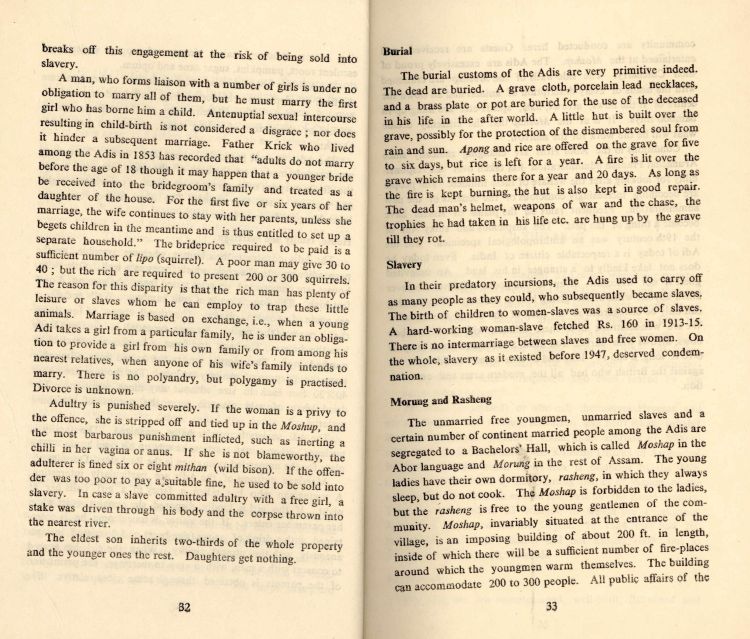 breaks off this engagement at the risk of being sold into
slavery.
A man, who forms liaison with a number of girls is under no
obligation to marry all of them, but he must marry the first
girl who has borne him a child. Antenuptial sexual intercourse
resulting in child-birth is not considered a disgrace ; nor does
it hinder a subsequent marriage. Father Krick who lived
among the Adis in 1853 has recorded that "adults do not marry
before the age of 18 though it may happen that a younger bride
be received into the bridegroom's family and treated as a
daughter of the house. For the first five or six years of her
marriage, the wife continues to stay with her parents, unless she
begets children in the meantime and is thus entitled to set up a
separate household." The brideprice required to be paid is a
sufficient number of lipo (squirrel). A poor man may give 30 to
40 ; but the rich are required to present 200 or 300 squirrels.
The reason for this disparity is that the rich man has plenty of
leisure or slaves whom he can employ to trap these little
animals. Marriage is based on exchange, i.e., when a young
Adi takes a girl from a particular family, he is under an obliga-
tion to provide a girl from his own family or from among his
nearest relatives, when anyone of his wife's family intends to
marry. There is no polyandry, but polygamy is practised.
Divorce is unknown.
Adultry is punished severely. If the woman is a privy to
the offence, she is stripped off and tied up in the Moshup, and
the most barbarous punishment inflicted, such as inerting a
chilli in her vagina or anus. If she is not blameworthy, the
adulterer is fined six or eight mithan (wild bison). If the offen-
der was too poor to pay a suitable fine, he used to be sold into
slavery. In case a slave committed adultry with a free girl, a
stake was driven through his body and the corpse thrown into
the nearest river.
The eldest son inherits two-thirds of the whole property
and the younger ones the rest. Daughters get nothing.
32
Burial
The burial customs of the Adis are very primitive indeed.
The dead are buried. A grave cloth, porcelain lead necklaces,
and a brass plate or pot are buried for the use of the deceased
in his life in the after world. A little hut is built over the
grave, possibly for the protection of the dismembered soul from
rain and sun. Apong and rice are offered on the grave for five
to six days, but rice is left for a year. A fire is lit over the
grave which remains there for a year and 20 days. As long as
the fire is kept burning, the hut is also kept in good repair.
The dead man's helmet, weapons of war and the chase, the
trophies he had taken in his life etc. are hung up by the grave
till they rot.
Slavery
In their predatory incursions, the Adis used to carry off
as many people as they could, who subsequently became slaves.
The birth of children to women-slaves was a source of slaves.
A hard-working woman-slave fetched Rs. 160 in 1913-15.
There is no intermarriage between slaves and free women. On
the whole, slavery as it existed before 1947, deserved condem-
nation.
Morung and Rasheng
The unmarried free youngmen, unmarried slaves and a
certain number of continent married people among the Adis are
segregated to a Bachelors' Hall, which is called Moshap in the
Abor language and Morung in the rest of Assam. The young
ladies have their own dormitory, rasheng, in which they always
sleep, but do not cook. The Moshap is forbidden to the ladies,
but the rasheng is free to the young gentlemen of the com-
munity. Moshap, invariably situated at the entrance of the
village, is an imposing building of about 200 ft. in length,
inside of which there will be a sufficient number of fire-places
around which the youngmen warm themselves. The building
can accommodate 200 to 300 people. All public affairs of the
33